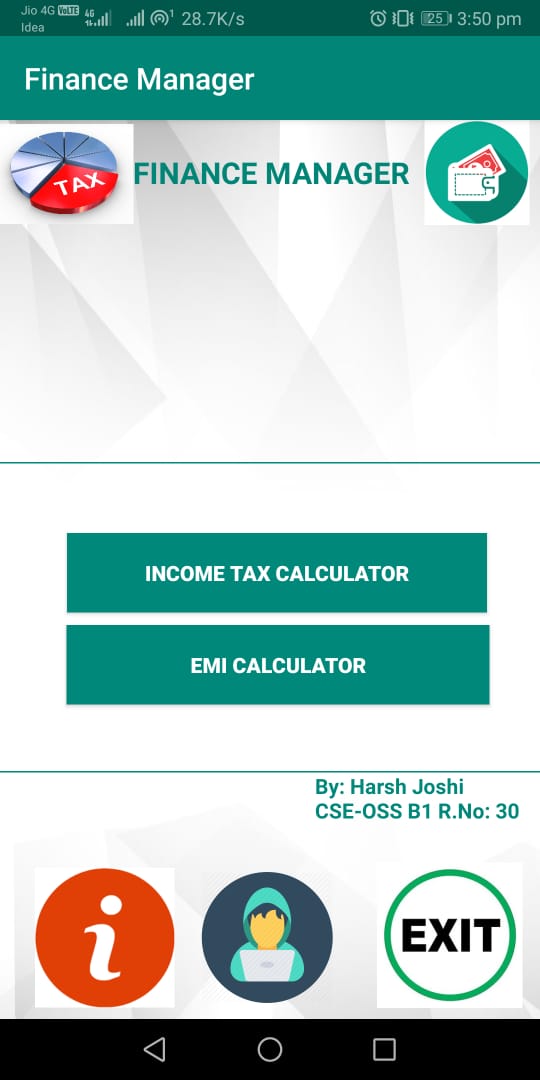 Jio 4G VoLTE
Idea
4G
1
28.7K/s
25
3:50 pm
Finance Manager
TAX
FINANCE MANAGER
INCOME TAX CALCULATOR
EMI CALCULATOR
By: Harsh Joshi
CSE-OSS B1 R.No: 30
i
EXIT